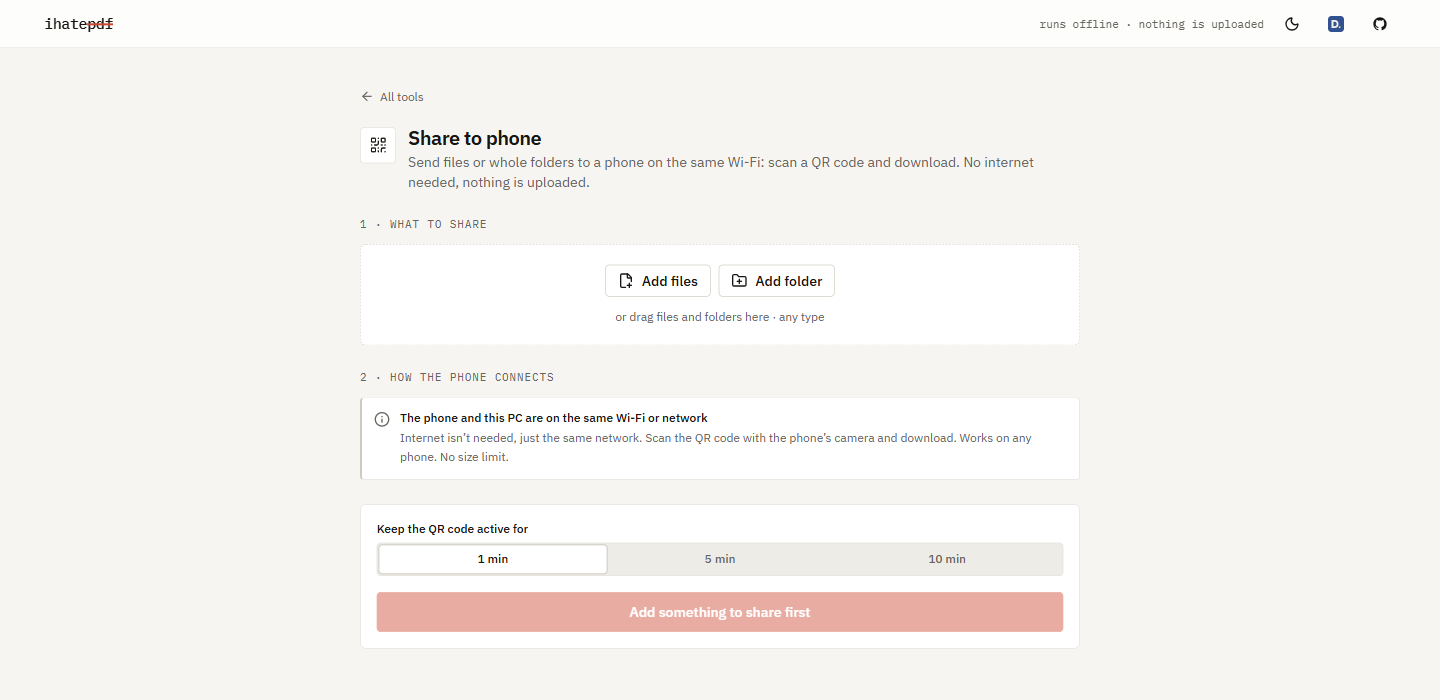 ihatepdf
runs offline · nothing is uploaded
D.
All tools
Share to phone
Send files or whole folders to a phone on the same Wi-Fi: scan a QR code and download. No internet
needed, nothing is uploaded.
1 · WHAT TO SHARE
Add files
Add folder
or drag files and folders here · any type
2 · HOW THE PHONE CONNECTS
The phone and this PC are on the same Wi-Fi or network
Internet isn’t needed, just the same network. Scan the QR code with the phone’s camera and download. Works on any
phone. No size limit.
Keep the QR code active for
1 min
5 min
10 min
Add something to share first